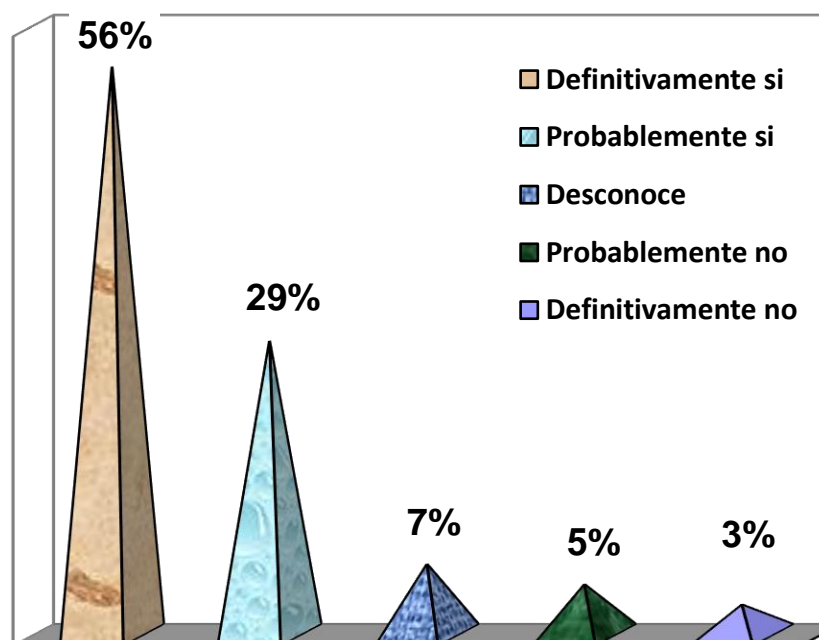 56%
29%
7%
5%
3%
Definitivamente si
Probablemente si
Desconoce
Probablemente no
Definitivamente no